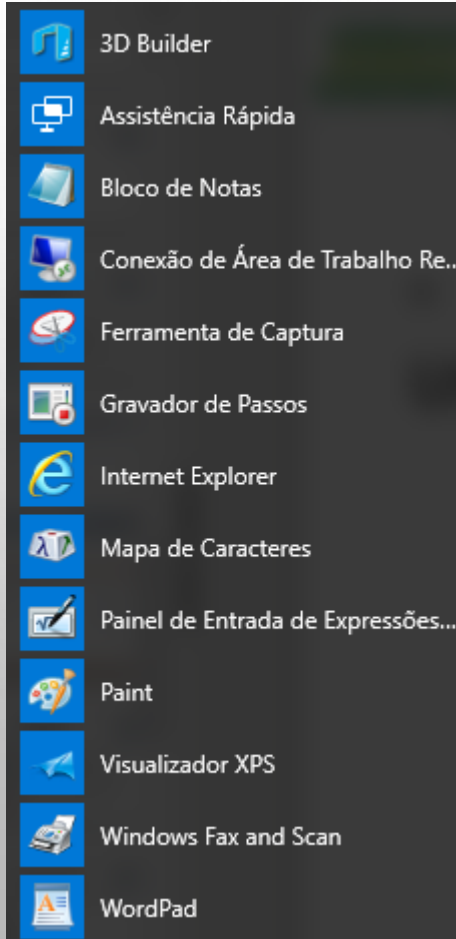 3D Builder
Assistência Rápida
Bloco de Notas
Conexão de Área de Trabalho Re...
Ferramenta de Captura
Gravador de Passos
Internet Explorer
Mapa de Caracteres
Painel de Entrada de Expressões...
Paint
Visualizador XPS
Windows Fax and Scan
WordPad